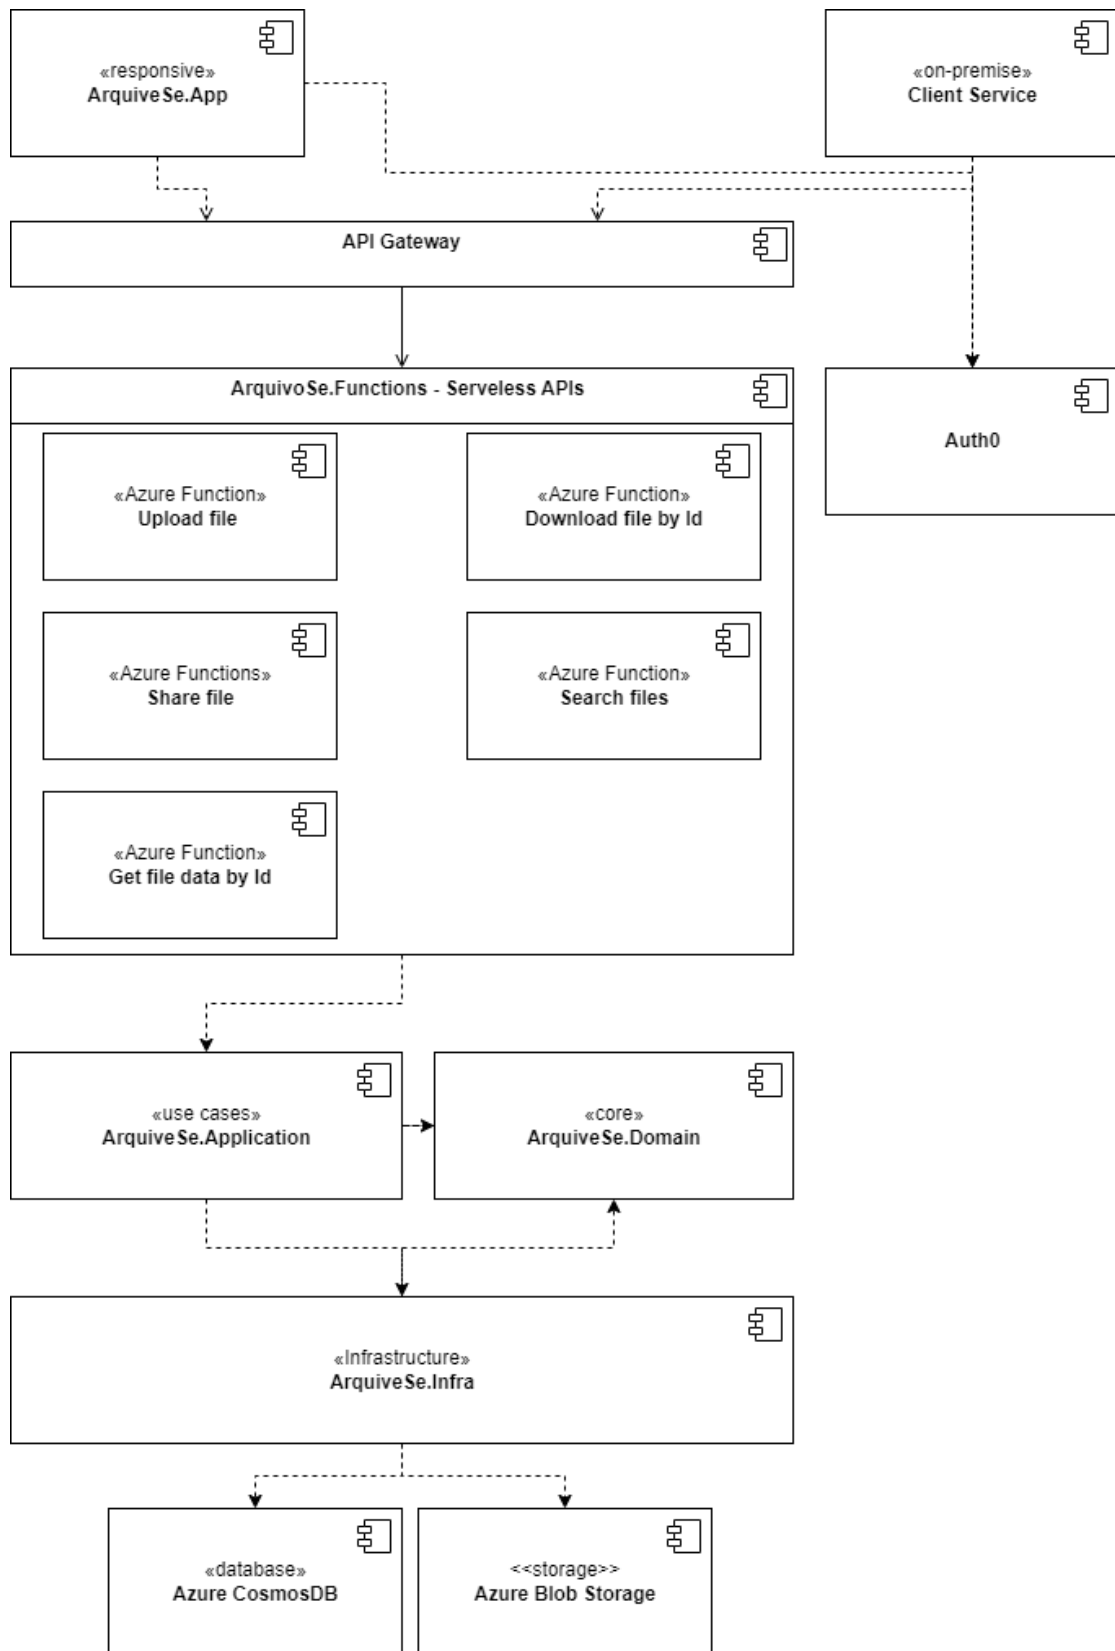 «responsive»
ArquiveSe.App
«on-premise»
Client Service
API Gateway
ArquivoSe.Functions - Serveless APIs
Auth0
«Azure Function»
Upload file
«Azure Function»
Download file by Id
«Azure Functions»
Share file
«Azure Function»
Search files
«Azure Function»
Get file data by Id
«use cases»
ArquiveSe.Application
«core»
ArquiveSe.Domain
«Infrastructure»
ArquiveSe.Infra
«database»
Azure CosmosDB
<<storage>>
Azure Blob Storage